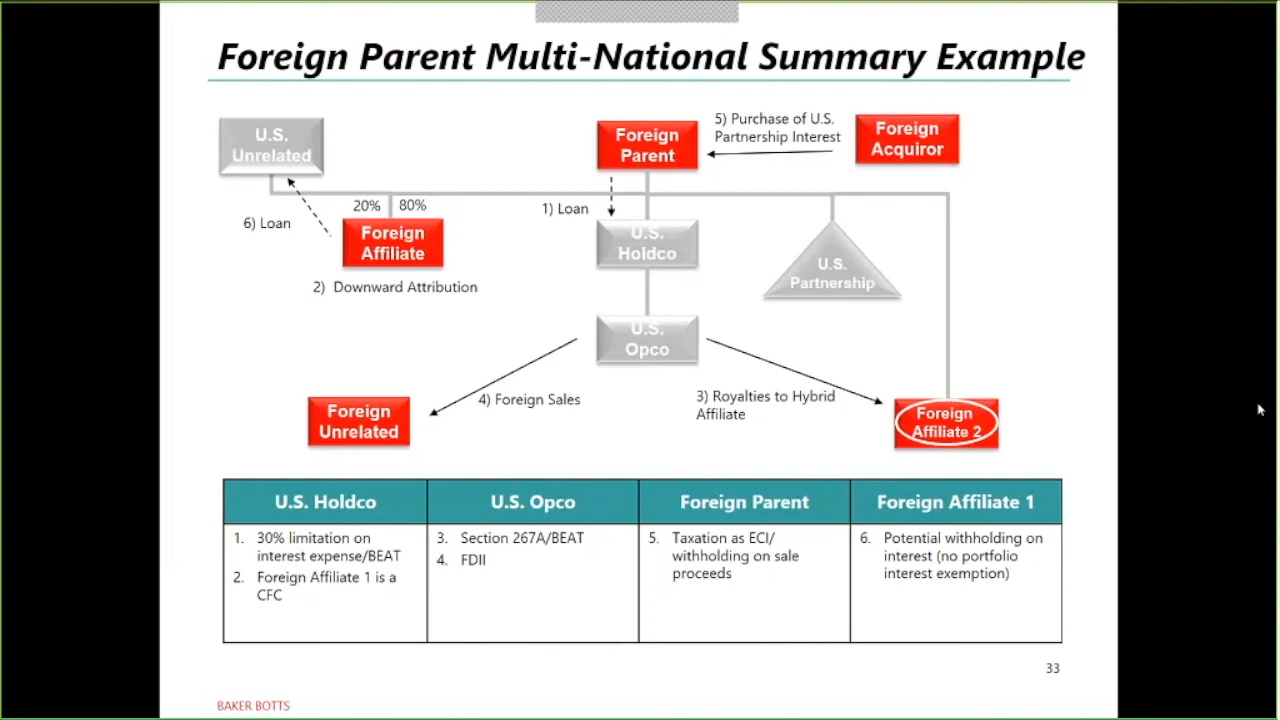 Foreign Parent Multi-National Summary Example
U.S.
Unrelated
Foreign
Parent
5) Purchase of U.S.
Partnership Interest
Foreign
Acquiror
6) Loan
20%
80%
1) Loan
Foreign
Affiliate
U.S.
Holdco
U.S.
Partnership
2) Downward Attribution
U.S.
Opco
4) Foreign Sales
3) Royalties to Hybrid
Affiliate
Foreign
Unrelated
Foreign
Affiliate 2
U.S. Holdco
1. 30% limitation on
interest expense/BEAT
2. Foreign Affiliate 1 is a
CFC
U.S. Opco
3. Section 267A/BEAT
4. FDII
Foreign Parent
5. Taxation as ECI/
withholding on sale
proceeds
Foreign Affiliate 1
6. Potential withholding on
interest (no portfolio
interest exemption)
33
BAKER BOTTS